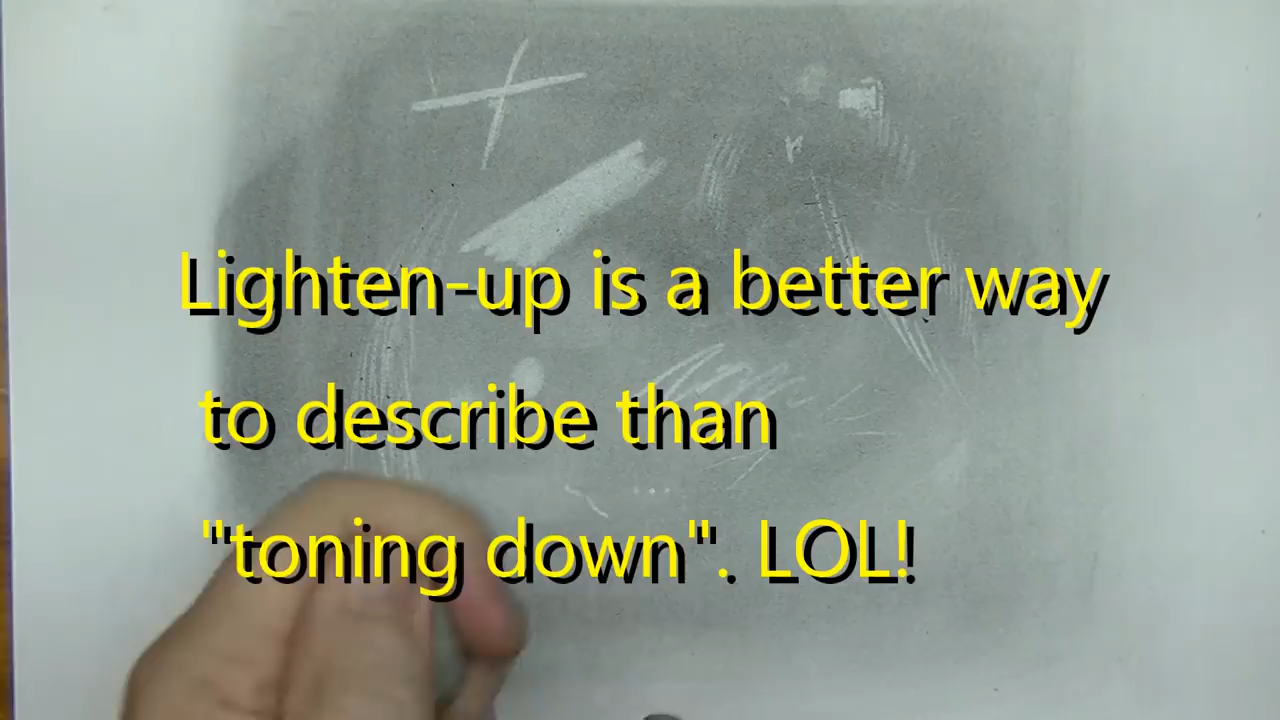 Lighten-up is a better way
to describe than
"toning down". LOL!